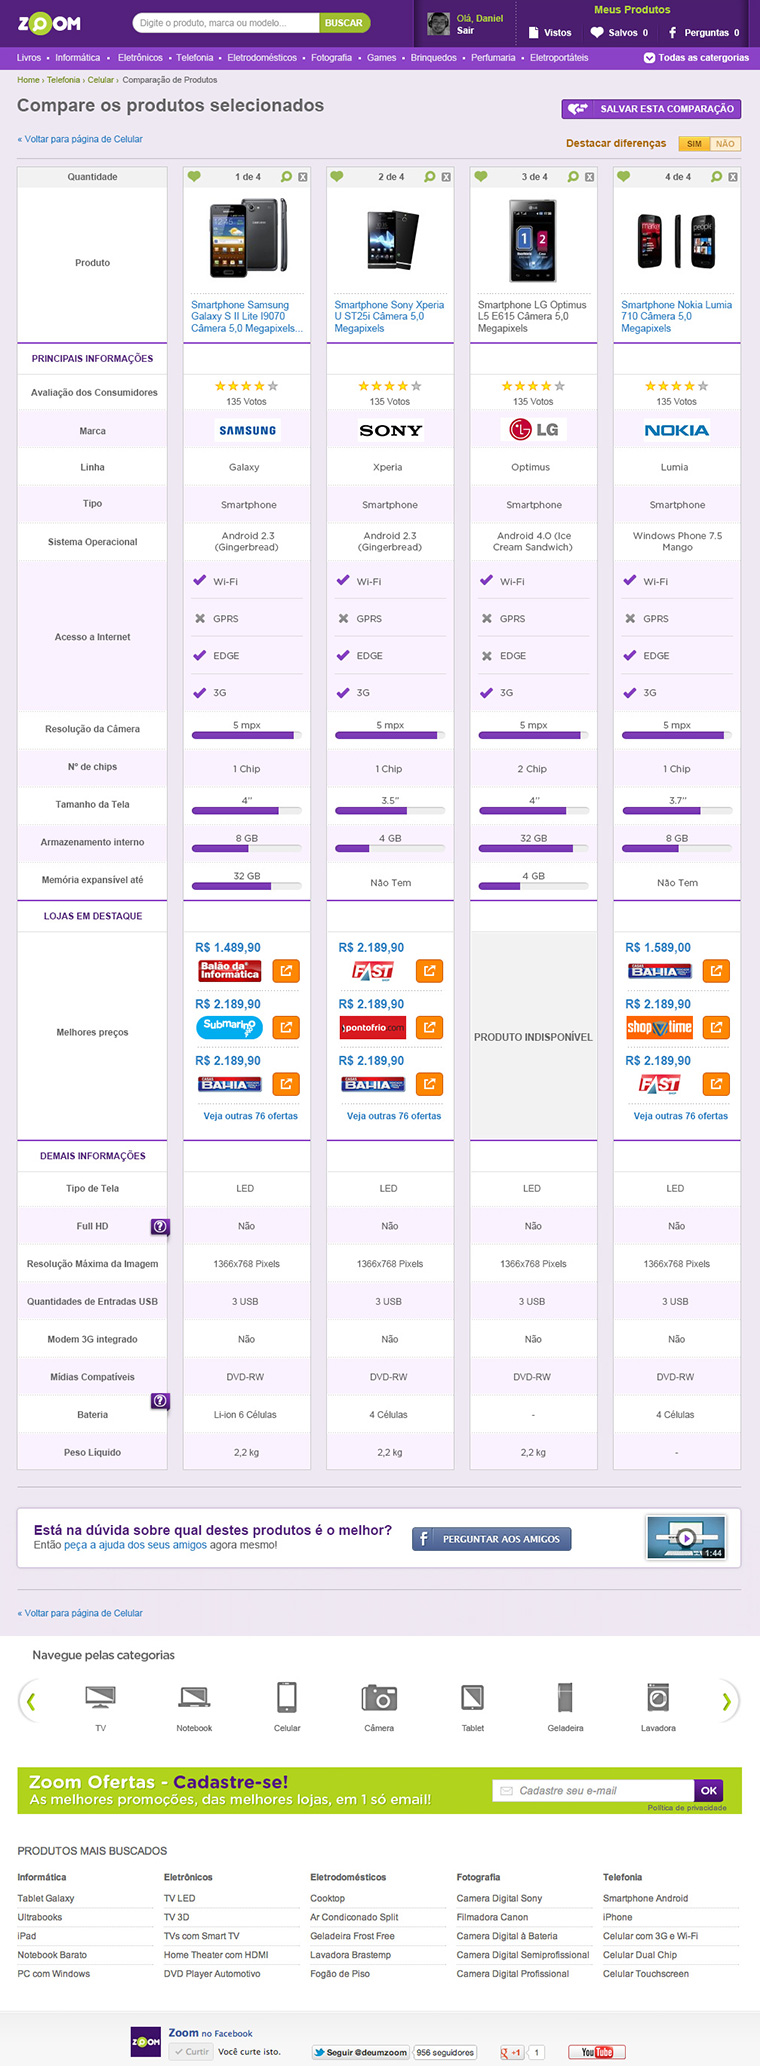 ZOOM
Digite o produto, marca ou modelo...
BUSCAR
Olá, Daniel
Sair
Meus Produtos
Vistos
Salvos 0
Perguntas 0
Livros • Informática • Eletrônicos • Telefonia • Eletrodomésticos • Fotografia • Games • Brinquedos • Perfumaria • Eletroportáteis
Todas as catergorias
Home › Telefonia › Celular › Comparação de Produtos
Compare os produtos selecionados
SALVAR ESTA COMPARAÇÃO
« Voltar para página de Celular
Destacar diferenças SIM NÃO
Quantidade 1 de 4 2 de 4 3 de 4 4 de 4
Produto
Smartphone Samsung
Galaxy S II Lite I9070
Câmera 5,0 Megapixels...
Smartphone Sony Xperia
U ST25i Câmera 5,0
Megapixels
Smartphone LG Optimus
L5 E615 Câmera 5,0
Megapixels
Smartphone Nokia Lumia
710 Câmera 5,0
Megapixels
PRINCIPAIS INFORMAÇÕES
Avaliação dos Consumidores 135 Votos 135 Votos 135 Votos 135 Votos
Marca SAMSUNG SONY LG NOKIA
Linha Galaxy Xperia Optimus Lumia
Tipo Smartphone Smartphone Smartphone Smartphone
Sistema Operacional
Android 2.3
(Gingerbread)
Android 2.3
(Gingerbread)
Android 4.0 (Ice
Cream Sandwich)
Windows Phone 7.5
Mango
Acesso a Internet
Wi-Fi Wi-Fi Wi-Fi Wi-Fi
GPRS GPRS GPRS GPRS
EDGE EDGE EDGE EDGE
3G 3G 3G 3G
Resolução da Câmera 5 mpx 5 mpx 5 mpx 5 mpx
Nº de chips 1 Chip 1 Chip 2 Chip 1 Chip
Tamanho da Tela 4" 3.5" 4" 3.7"
Armazenamento interno 8 GB 4 GB 32 GB 8 GB
Memória expansível até 32 GB Não Tem 4 GB Não Tem
LOJAS EM DESTAQUE
Melhores preços
R$ 1.489,90
Balão da Informática
R$ 2.189,90
Submarino
R$ 2.189,90
CASAS BAHIA
Veja outras 76 ofertas
R$ 2.189,90
FAST
R$ 2.189,90
pontofrio.com
R$ 2.189,90
CASAS BAHIA
Veja outras 76 ofertas
PRODUTO INDISPONÍVEL
R$ 1.589,00
CASAS BAHIA
R$ 2.189,90
shoptime
R$ 2.189,90
FAST
Veja outras 76 ofertas
DEMAIS INFORMAÇÕES
Tipo de Tela LED LED LED LED
Full HD ? Não Não Não Não
Resolução Máxima da Imagem 1366x768 Pixels 1366x768 Pixels 1366x768 Pixels 1366x768 Pixels
Quantidades de Entradas USB 3 USB 3 USB 3 USB 3 USB
Modem 3G integrado Não Não Não Não
Mídias Compatíveis DVD-RW DVD-RW DVD-RW DVD-RW
Bateria ? Li-ion 6 Células 4 Células - 4 Células
Peso Líquido 2,2 kg 2,2 kg 2,2 kg -
Está na dúvida sobre qual destes produtos é o melhor?
Então peça a ajuda dos seus amigos agora mesmo!
PERGUNTAR AOS AMIGOS
1:44
« Voltar para página de Celular
Navegue pelas categorias
TV Notebook Celular Câmera Tablet Geladeira Lavadora
Zoom Ofertas - Cadastre-se!
As melhores promoções, das melhores lojas, em 1 só email!
Cadastre seu e-mail OK
Política de privacidade
PRODUTOS MAIS BUSCADOS
Informática
Tablet Galaxy
Ultrabooks
iPad
Notebook Barato
PC com Windows
Eletrônicos
TV LED
TV 3D
TVs com Smart TV
Home Theater com HDMI
DVD Player Automotivo
Eletrodomésticos
Cooktop
Ar Condiconado Split
Geladeira Frost Free
Lavadora Brastemp
Fogão de Piso
Fotografia
Camera Digital Sony
Filmadora Canon
Camera Digital à Bateria
Camera Digital Semiprofissional
Camera Digital Profissional
Telefonia
Smartphone Android
iPhone
Celular com 3G e Wi-Fi
Celular Dual Chip
Celular Touchscreen
ZOOM
Zoom no Facebook
Curtir Você curte isto.
Seguir @deumzoom 956 seguidores
+1 1
YouTube